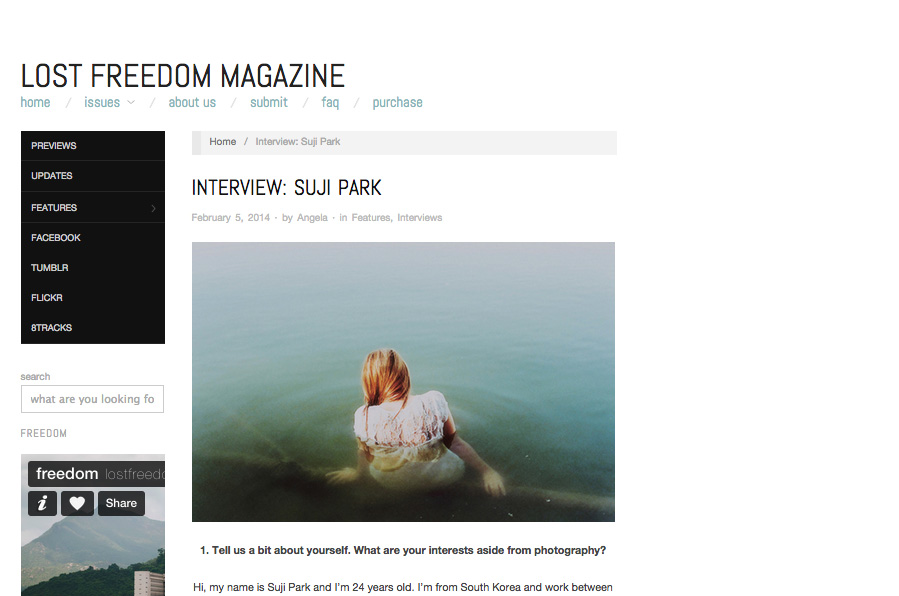 LOST FREEDOM MAGAZINE
home / issues / about us / submit / faq / purchase
PREVIEWS
UPDATES
FEATURES
FACEBOOK
TUMBLR
FLICKR
8TRACKS
search
what are you looking fo
FREEDOM
freedom lostfreedo
i Share
Home / Interview: Suji Park
INTERVIEW: SUJI PARK
February 5, 2014 · by Angela · in Features, Interviews
1. Tell us a bit about yourself. What are your interests aside from photography?
Hi, my name is Suji Park and I'm 24 years old. I'm from South Korea and work between